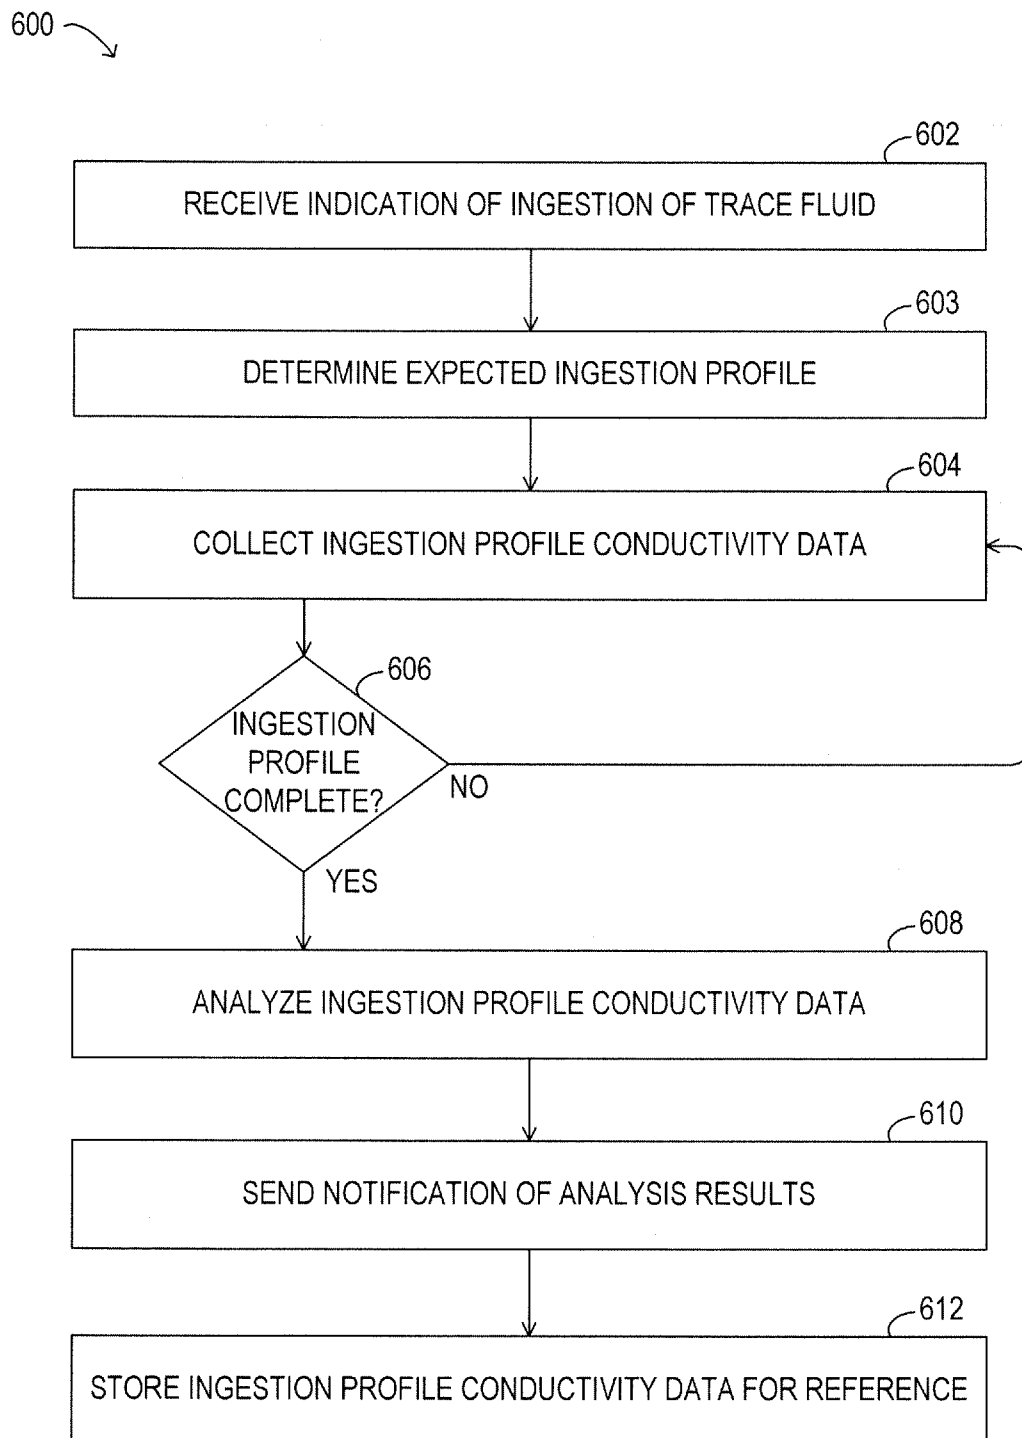 600
602
RECEIVE INDICATION OF INGESTION OF TRACE FLUID
603
DETERMINE EXPECTED INGESTION PROFILE
604
COLLECT INGESTION PROFILE CONDUCTIVITY DATA
606
INGESTION
PROFILE
COMPLETE?
NO
YES
608
ANALYZE INGESTION PROFILE CONDUCTIVITY DATA
610
SEND NOTIFICATION OF ANALYSIS RESULTS
612
STORE INGESTION PROFILE CONDUCTIVITY DATA FOR REFERENCE